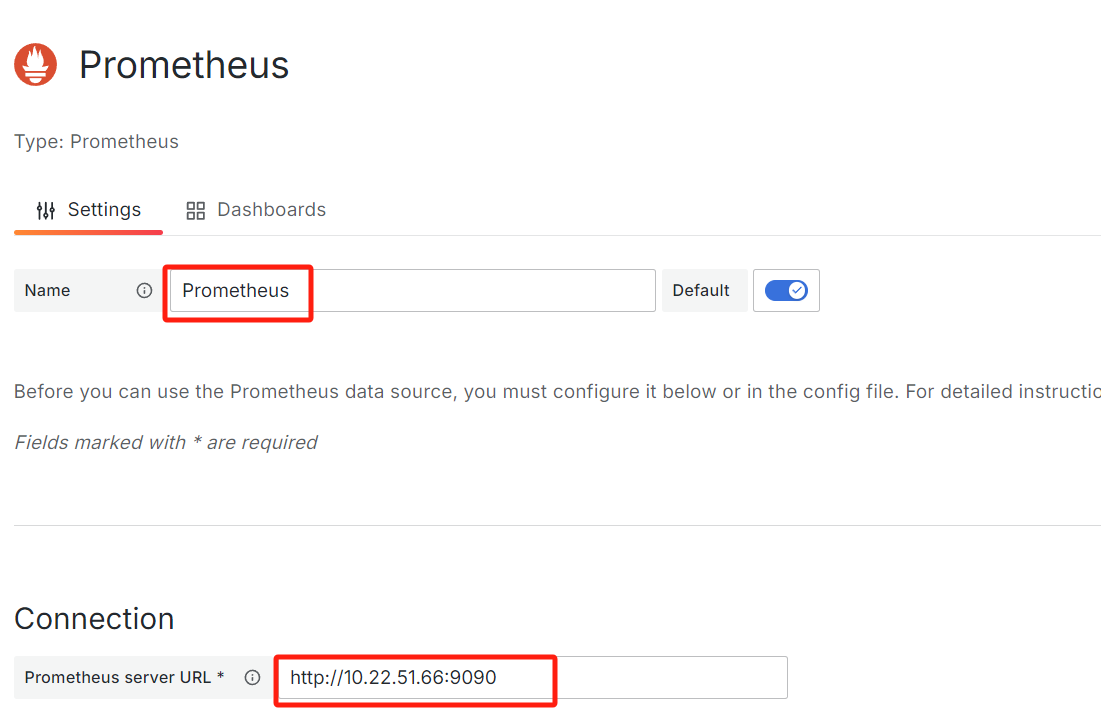 Prometheus
Type: Prometheus
Settings Dashboards
Name Prometheus Default
Before you can use the Prometheus data source, you must configure it below or in the config file. For detailed
Fields marked with * are required
Connection
Prometheus server URL * http://10.22.51.66:9090